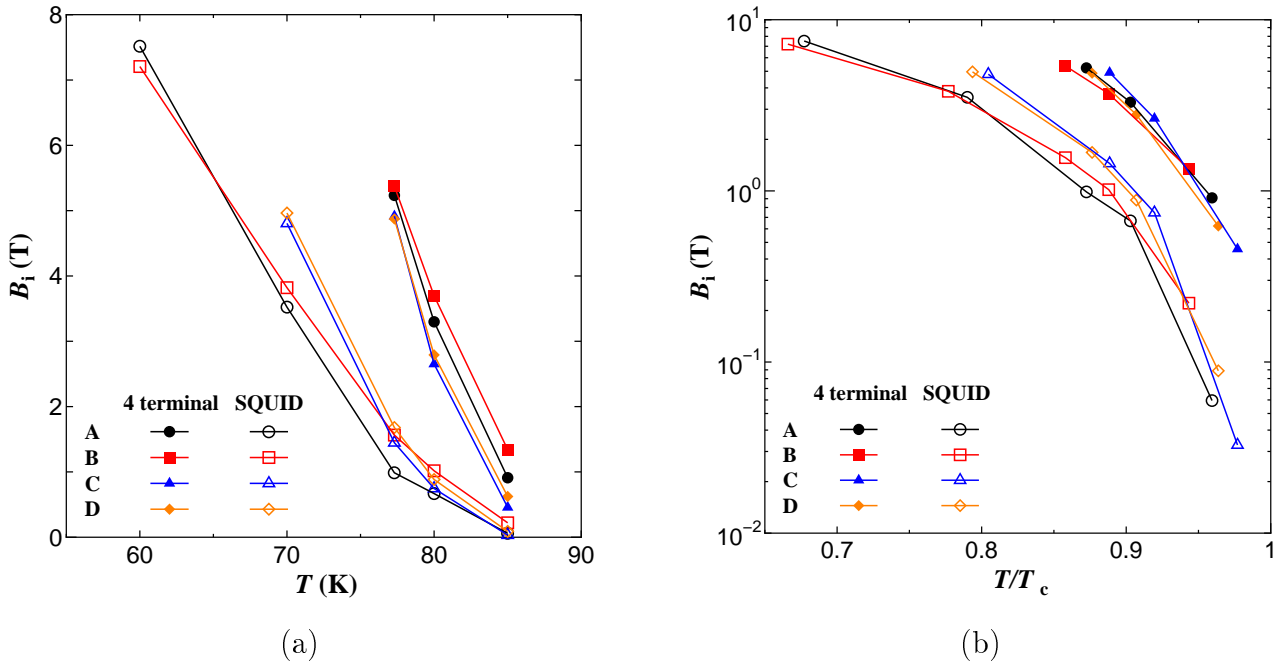 8
6
4
2
0
B_i (T)
60
70
80
90
T (K)
4 terminal SQUID
A
B
C
D
(a)
10^1
10^0
10^−1
10^−2
B_i (T)
0.7
0.8
0.9
1
T/T_c
4 terminal SQUID
A
B
C
D
(b)